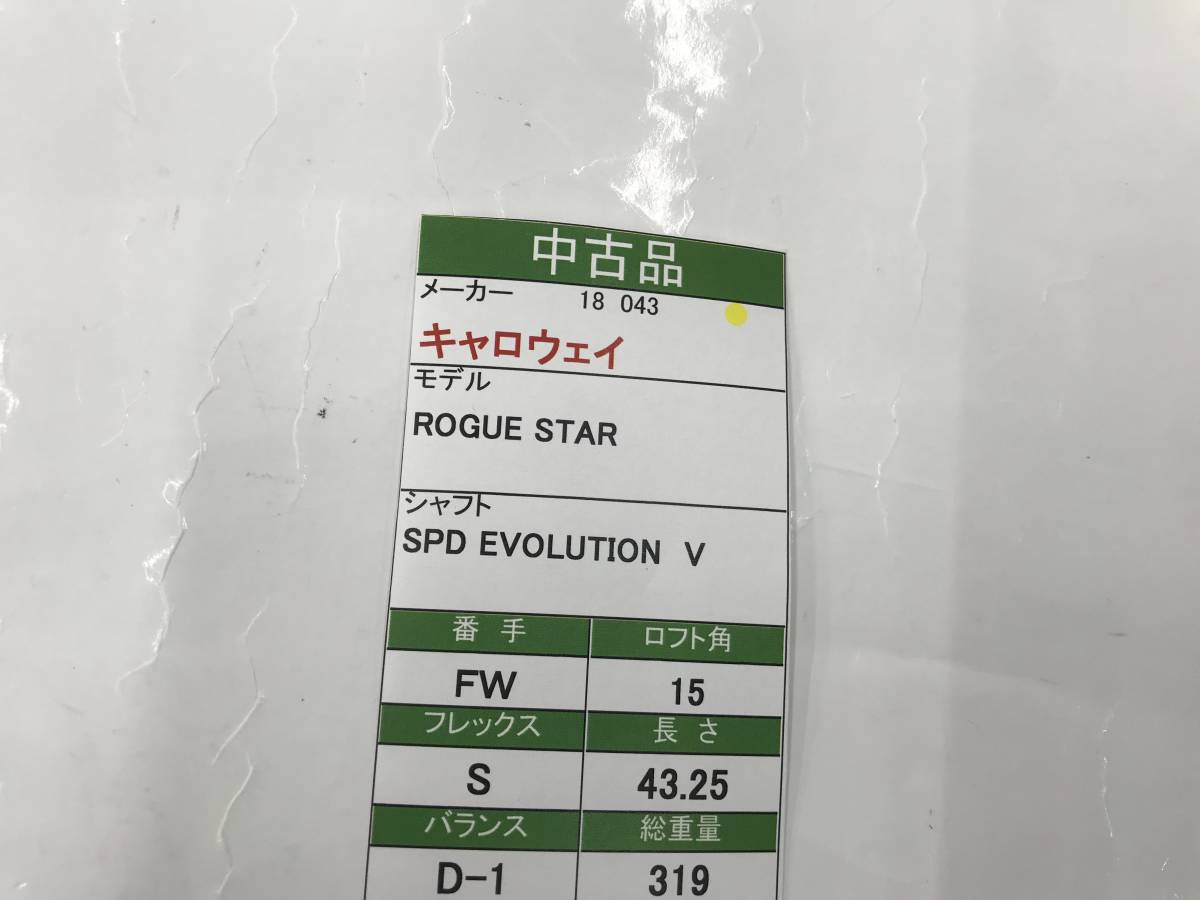 中古品
メーカー 18 043
キャロウェイ
モデル
ROGUE STAR
シャフト
SPD EVOLUTION V
番手 ロフト角
FW 15
フレックス 長さ
S 43.25
バランス 総重量
D-1 319